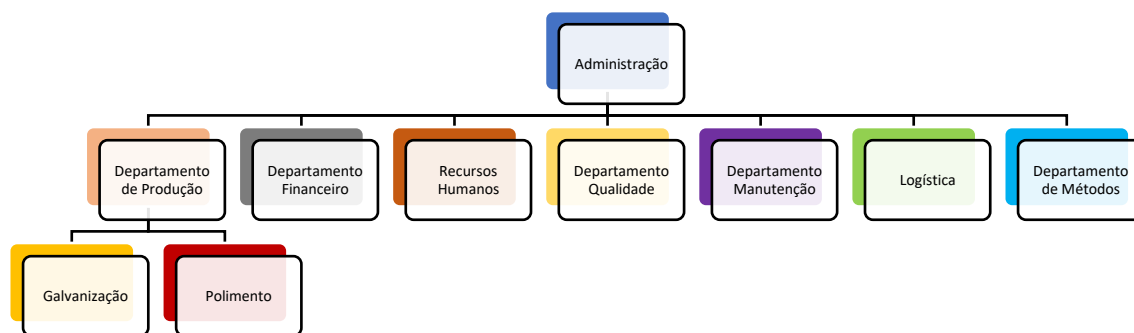 Administração
Departamento
de Produção
Departamento
Financeiro
Recursos
Humanos
Departamento
Qualidade
Departamento
Manutenção
Logística
Departamento
de Métodos
Galvanização
Polimento